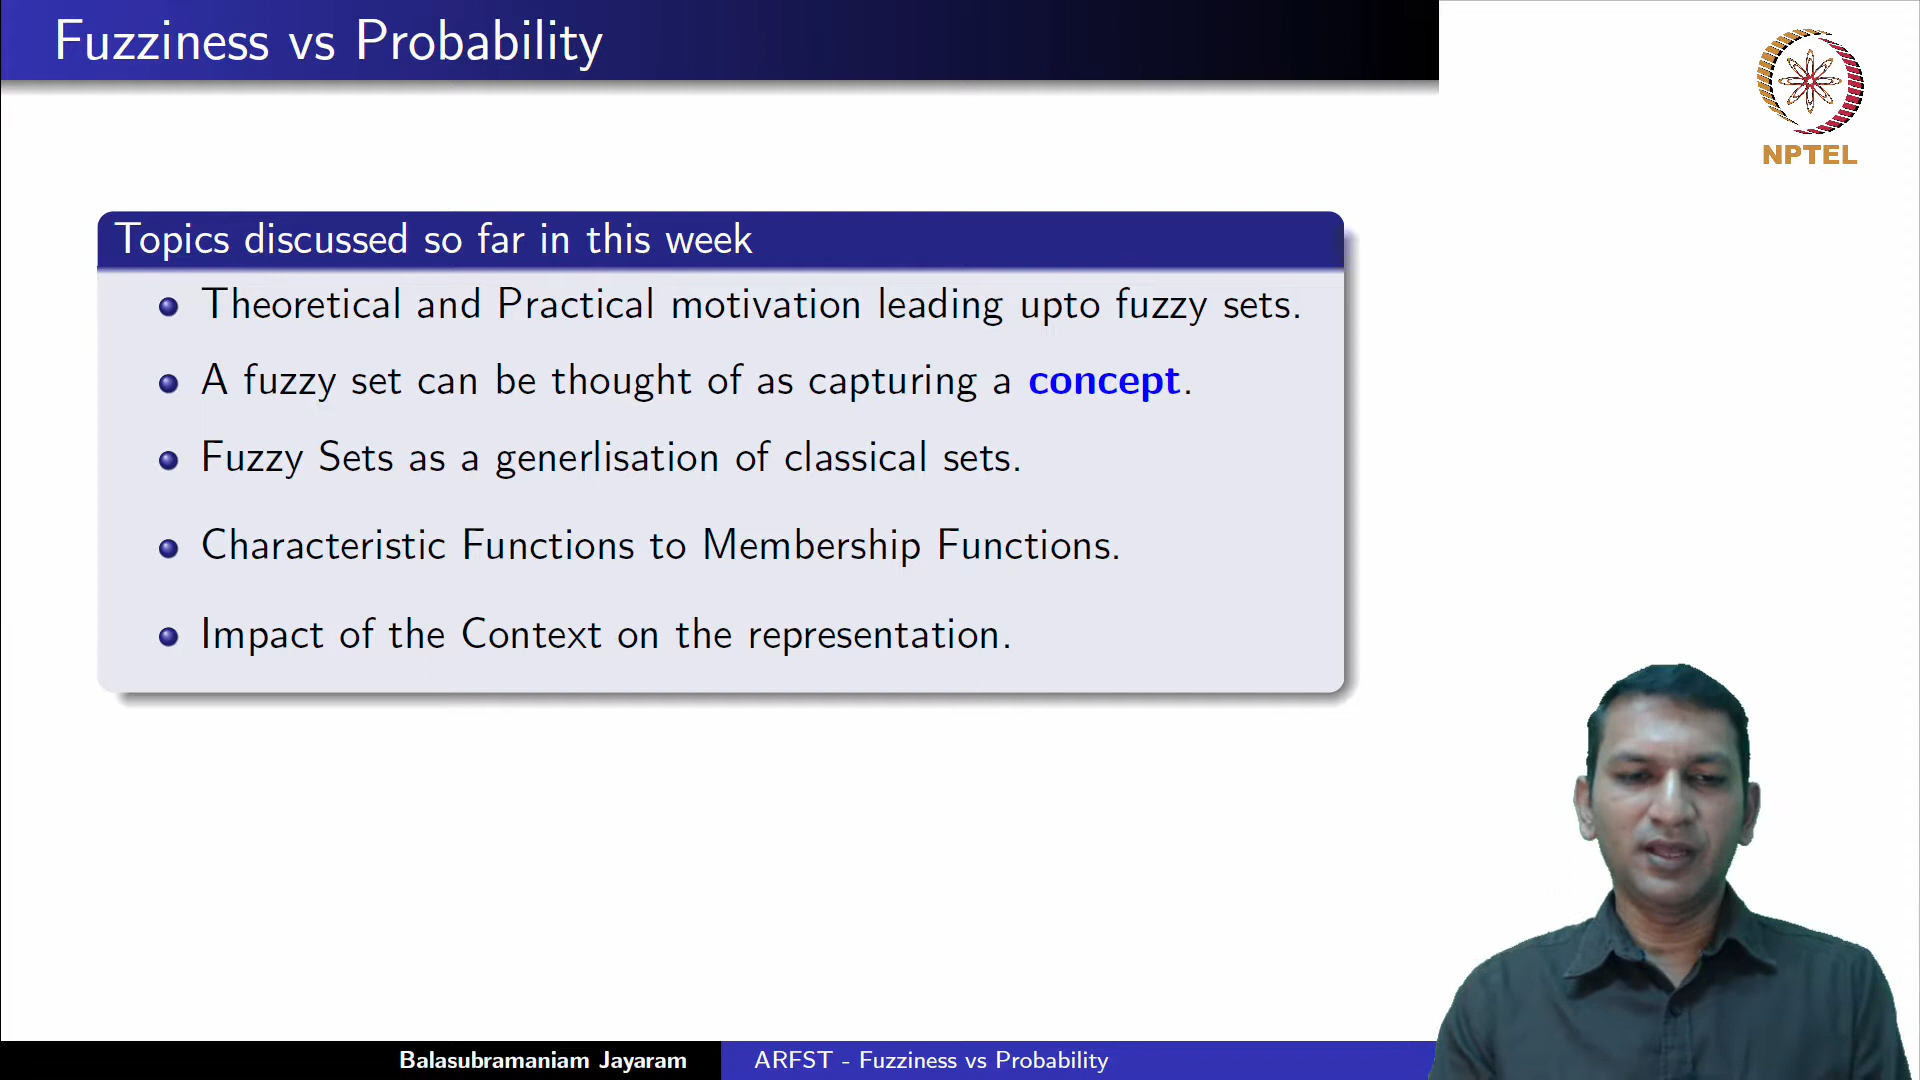 Fuzziness vs Probability
NPTEL
Topics discussed so far in this week
Theoretical and Practical motivation leading upto fuzzy sets.
A fuzzy set can be thought of as capturing a concept.
Fuzzy Sets as a generlisation of classical sets.
Characteristic Functions to Membership Functions.
Impact of the Context on the representation.
Balasubramaniam Jayaram
ARFST - Fuzziness vs Probability